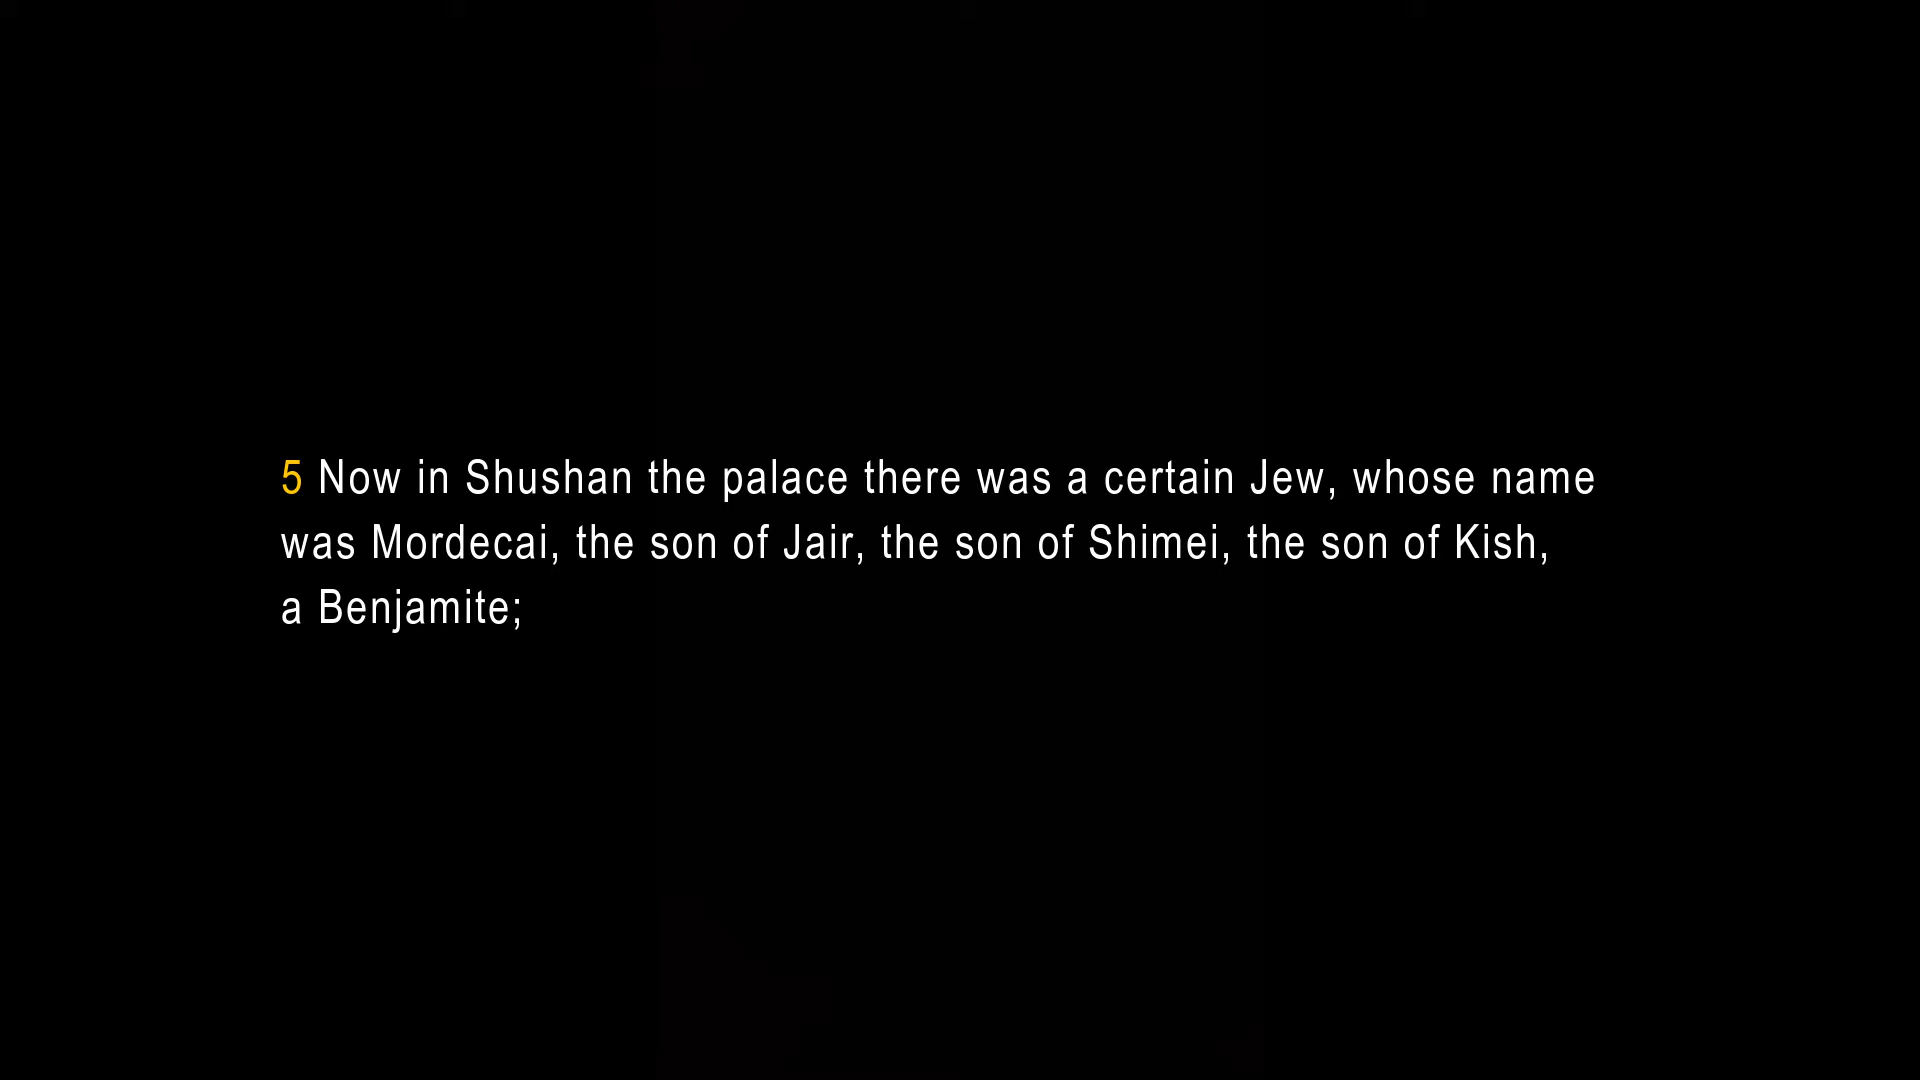 5 Now in Shushan the palace there was a certain Jew, whose name
was Mordecai, the son of Jair, the son of Shimei, the son of Kish,
a Benjamite;